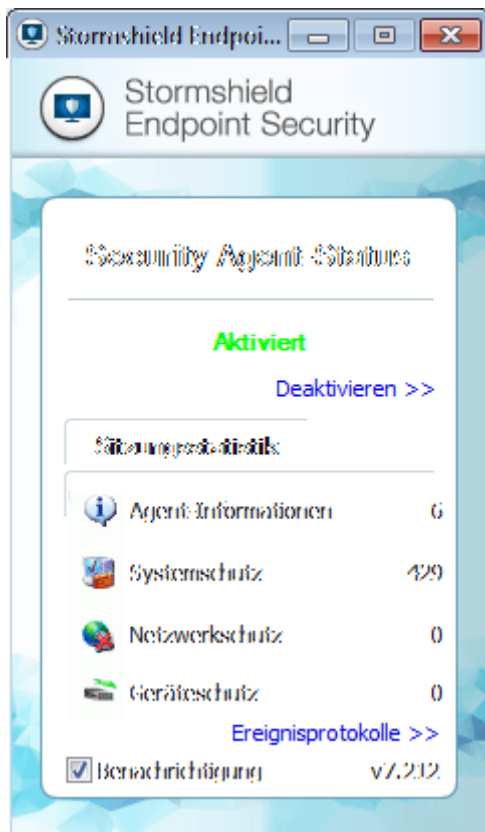 Stormshield Endpoi...
Stormshield
Endpoint Security
Security Agent Status
Aktiviert
Deaktivieren >>
Sitzungsstatistik
Agent-Informationen 6
Systemschutz 429
Netzwerkschutz 0
Geräteschutz 0
Ereignisprotokolle >>
Benachrichtigung v7.212